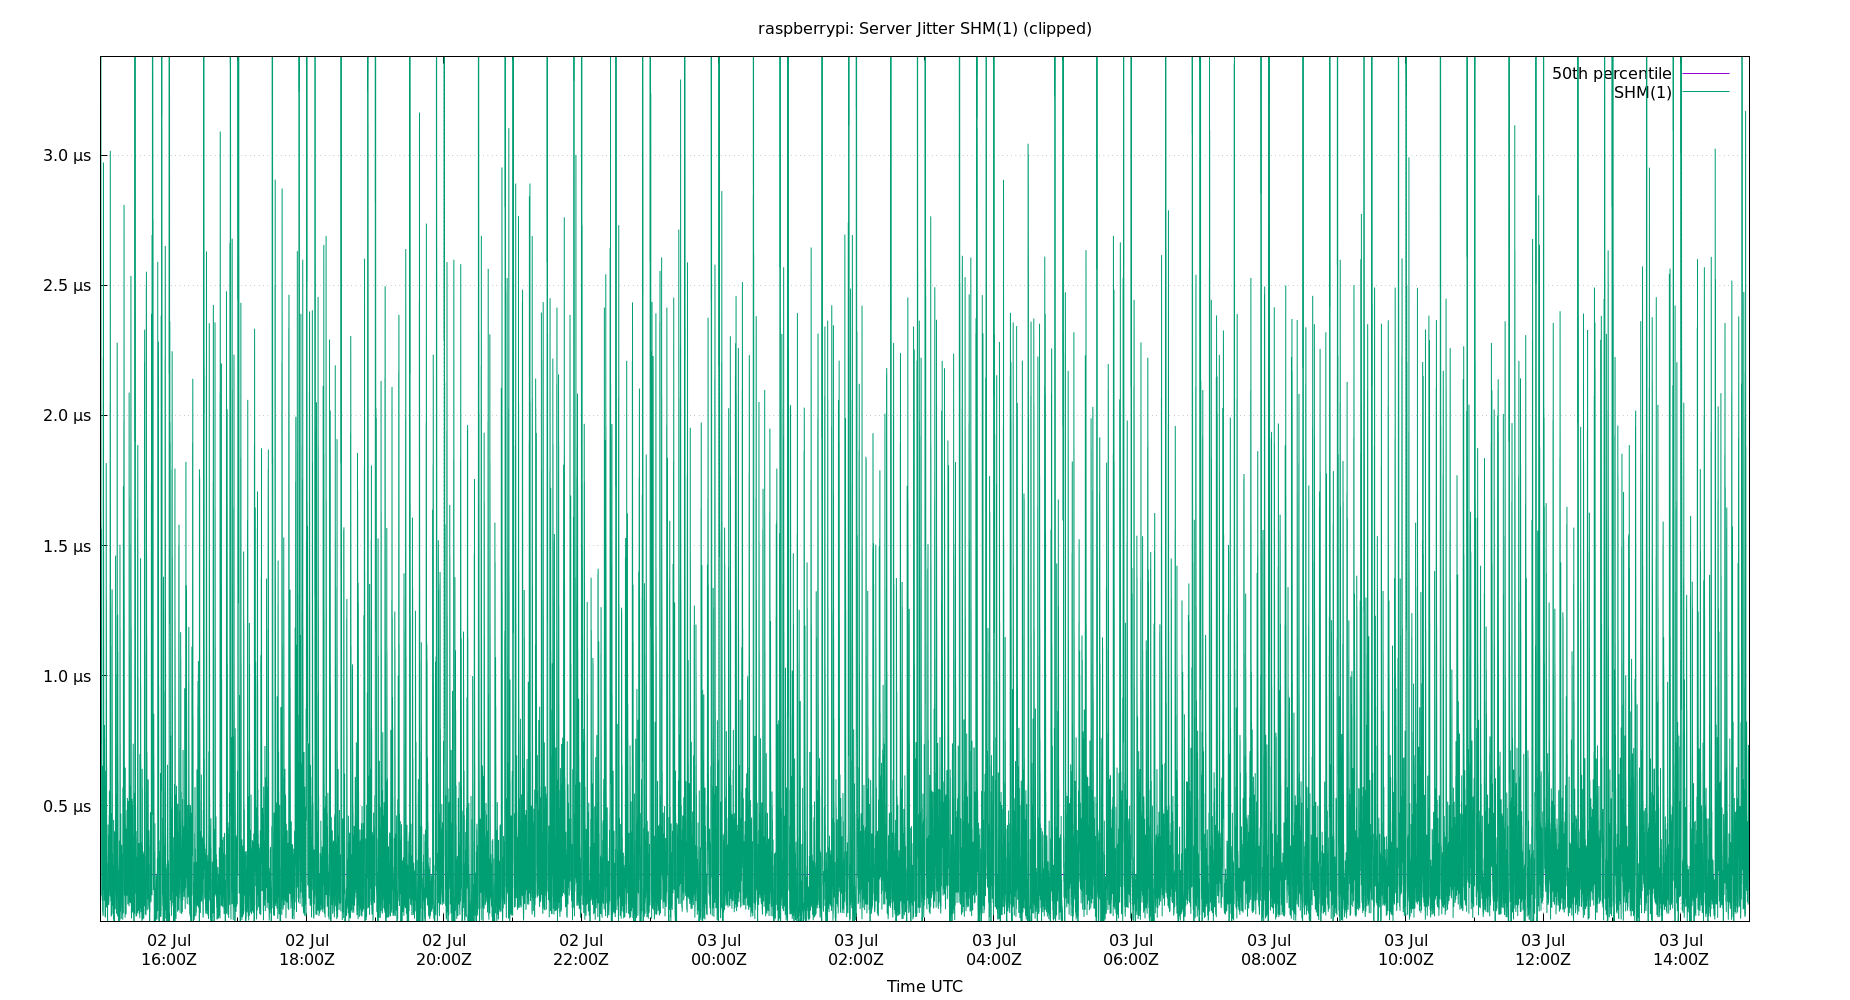 raspberrypi: Server Jitter SHM(1) (clipped)
50th percentile
SHM(1)
3.0 µs
2.5 µs
2.0 µs
1.5 µs
1.0 µs
0.5 µs
02 Jul 02 Jul 02 Jul 02 Jul 03 Jul 03 Jul 03 Jul 03 Jul 03 Jul 03 Jul 03 Jul 03 Jul
16:00Z 18:00Z 20:00Z 22:00Z 00:00Z 02:00Z 04:00Z 06:00Z 08:00Z 10:00Z 12:00Z 14:00Z
Time UTC